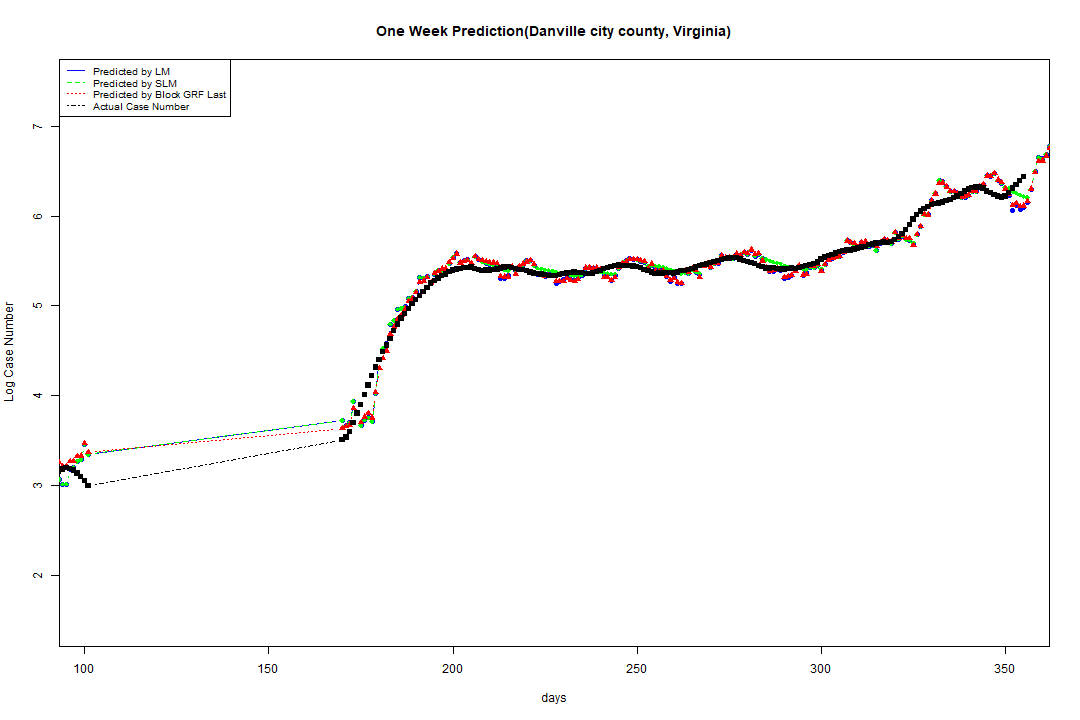 One Week Prediction(Danville city county, Virginia)
Predicted by LM
Predicted by SLM
Predicted by Block GRF Last
Actual Case Number
Log Case Number
7
6
5
4
3
2
100 150 200 250 300 350
days